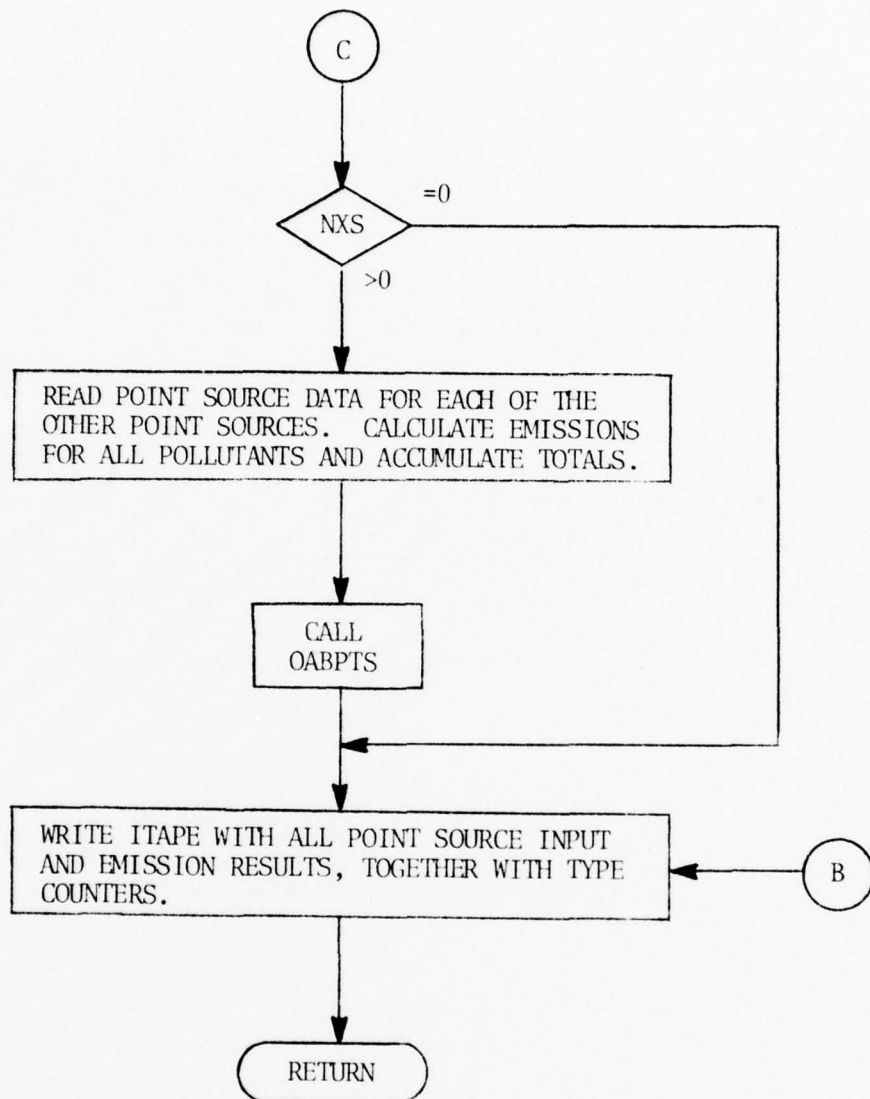 C
=0
NXS
>0
READ POINT SOURCE DATA FOR EACH OF THE
OTHER POINT SOURCES. CALCULATE EMISSIONS
FOR ALL POLLUTANTS AND ACCUMULATE TOTALS.
CALL
OABPTS
WRITE ITAPE WITH ALL POINT SOURCE INPUT
AND EMISSION RESULTS, TOGETHER WITH TYPE
COUNTERS.
B
RETURN